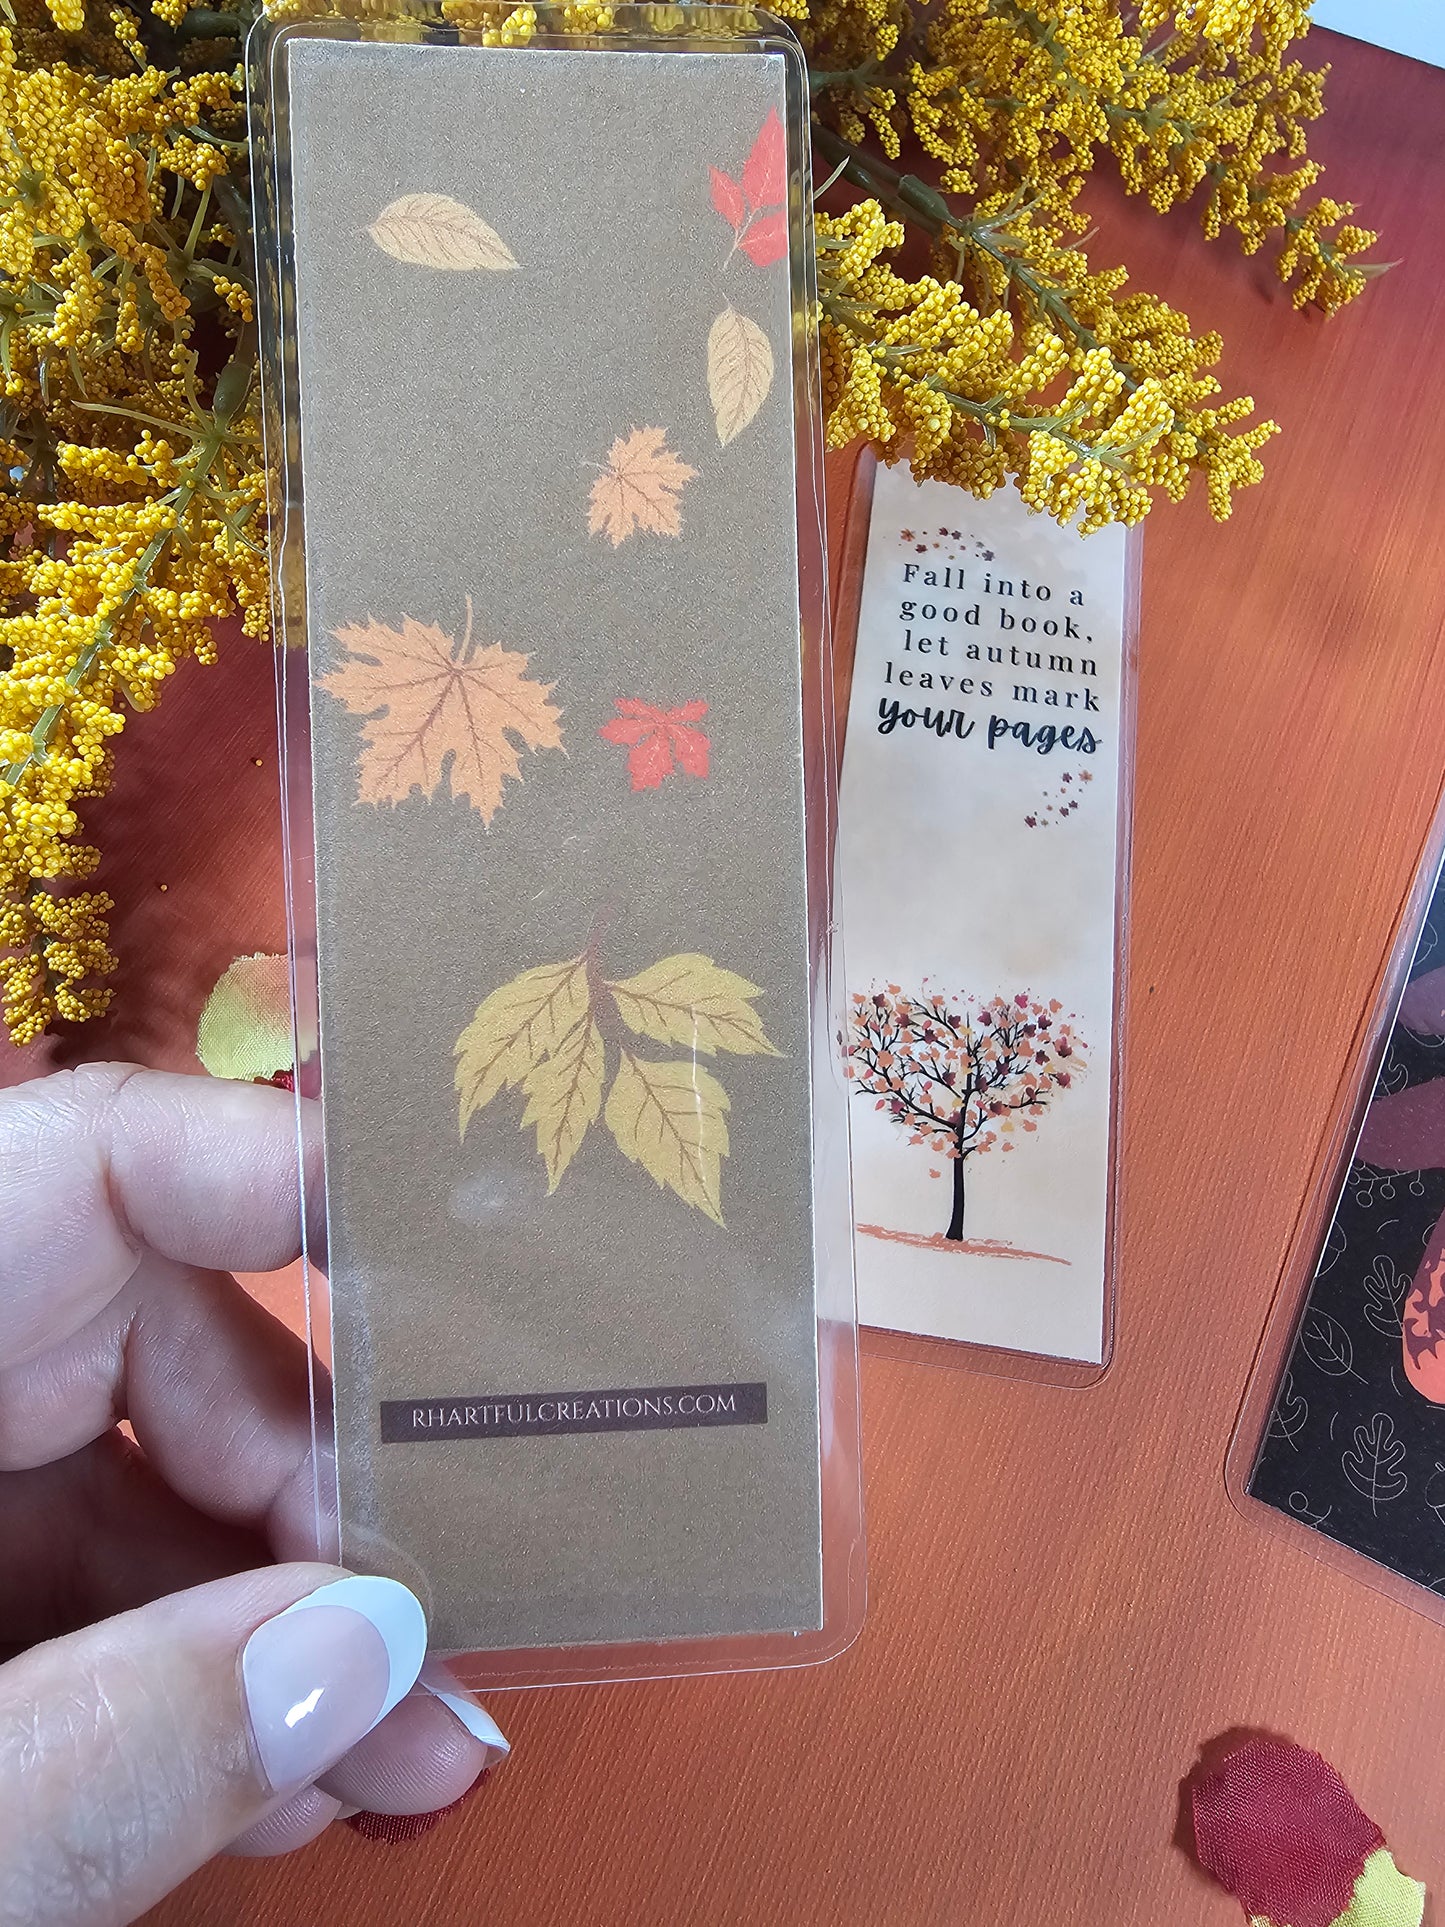 Fall into a
good book,
let autumn
leaves mark
your pages
RHARTFULCREATIONS.COM